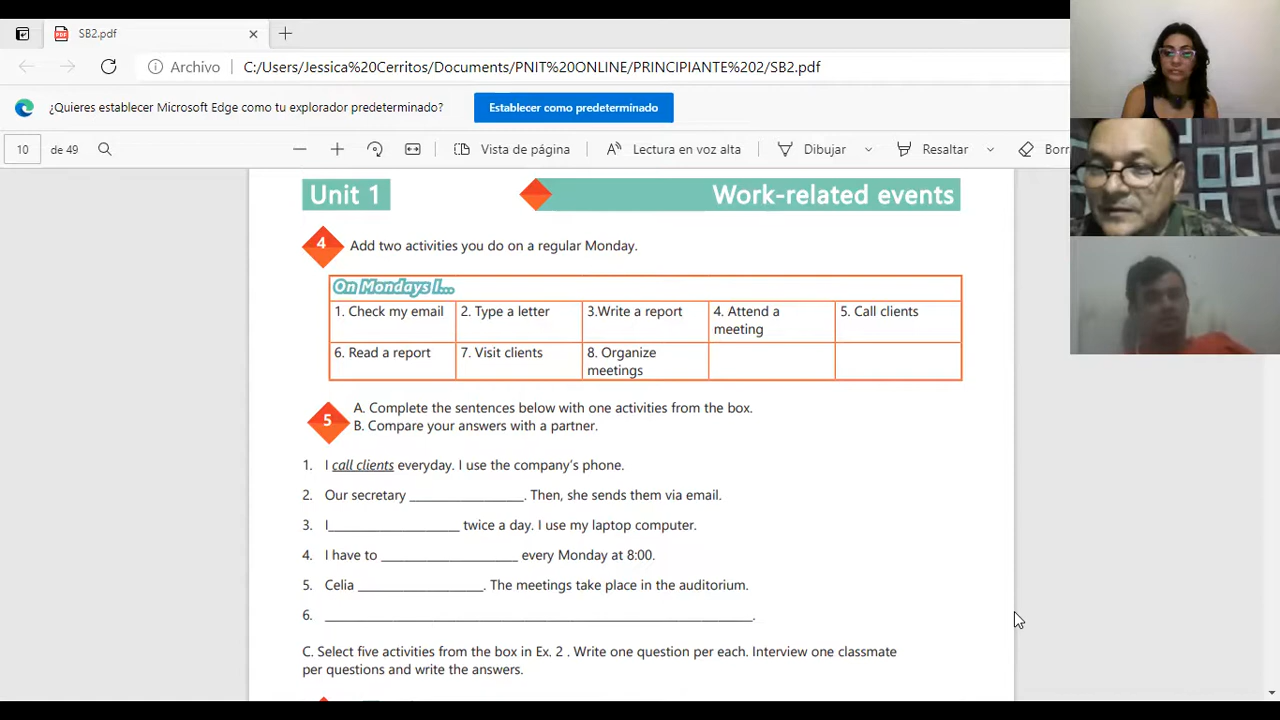 SB2.pdf
Archivo C:/Users/Jessica%20Cerritos/Documents/PNIT%20ONLINE/PRINCIPIANTE%202/SB2.pdf
¿Quieres establecer Microsoft Edge como tu explorador predeterminado? Establecer como predeterminado
10 de 49 Vista de página Lectura en voz alta Dibujar Resaltar Borr
Unit 1 Work-related events
4 Add two activities you do on a regular Monday.
On Mondays I...
1. Check my email 2. Type a letter 3.Write a report 4. Attend a meeting 5. Call clients
6. Read a report 7. Visit clients 8. Organize meetings
5 A. Complete the sentences below with one activities from the box.
B. Compare your answers with a partner.
1. I call clients everyday. I use the company's phone.
2. Our secretary _________________. Then, she sends them via email.
3. I___________________ twice a day. I use my laptop computer.
4. I have to ____________________ every Monday at 8:00.
5. Celia __________________. The meetings take place in the auditorium.
6. ______________________________________________________________.
C. Select five activities from the box in Ex. 2 . Write one question per each. Interview one classmate
per questions and write the answers.